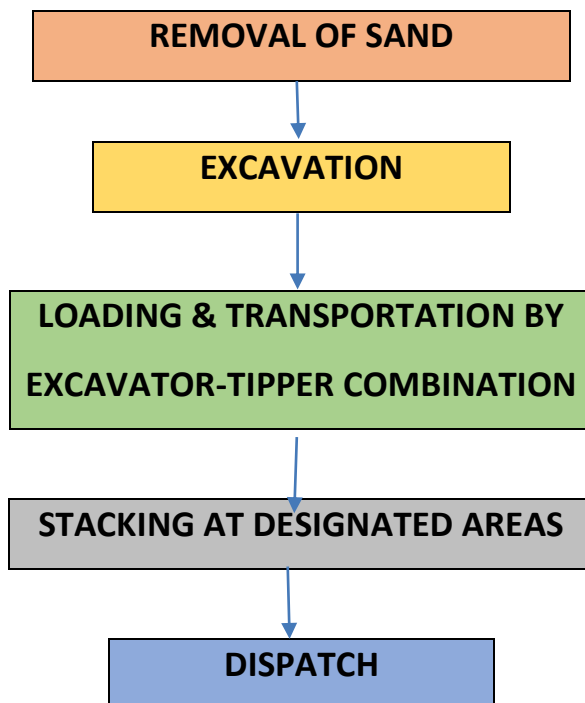 REMOVAL OF SAND
EXCAVATION
LOADING & TRANSPORTATION BY
EXCAVATOR-TIPPER COMBINATION
STACKING AT DESIGNATED AREAS
DISPATCH